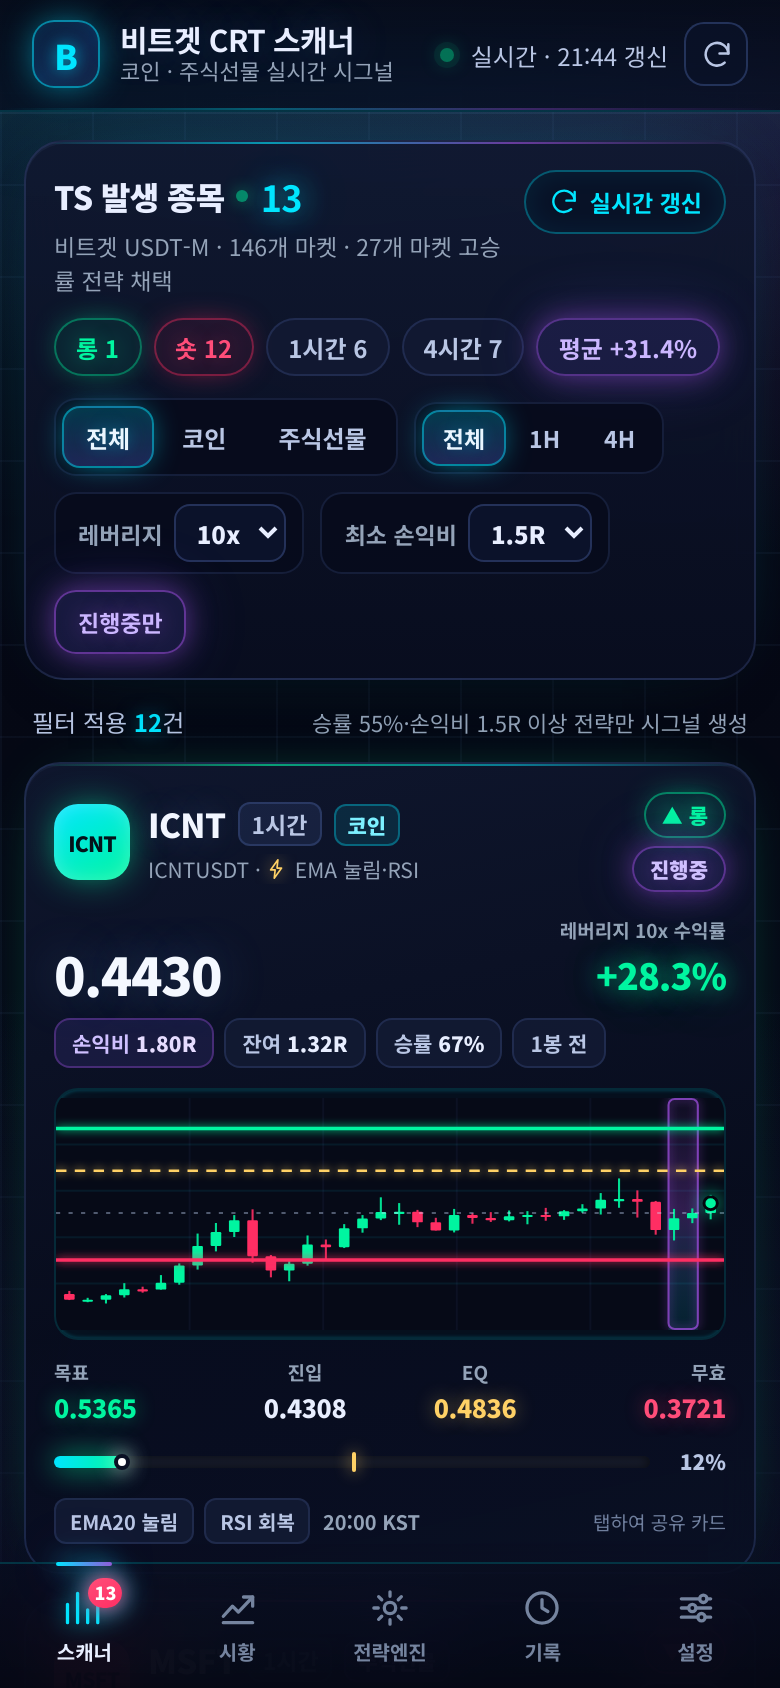 B
비트겟 CRT 스캐너
코인 · 주식선물 실시간 시그널
실시간 · 21:44 갱신
TS 발생 종목 • 13
실시간 갱신
비트겟 USDT-M · 146개 마켓 · 27개 마켓 고승
률 전략 채택
롱 1
숏 12
1시간 6
4시간 7
평균 +31.4%
전체
코인
주식선물
전체
1H
4H
레버리지
10x
최소 손익비
1.5R
진행중만
필터 적용 12건
승률 55%·손익비 1.5R 이상 전략만 시그널 생성
ICNT
ICNT
1시간
코인
▲ 롱
ICNTUSDT · ⚡ EMA 눌림·RSI
진행중
레버리지 10x 수익률
0.4430
+28.3%
손익비 1.80R
잔여 1.32R
승률 67%
1봉 전
목표
진입
EQ
무효
0.5365
0.4308
0.4836
0.3721
12%
EMA20 눌림
RSI 회복
20:00 KST
탭하여 공유 카드
13
스캐너
시황
전략엔진
기록
설정